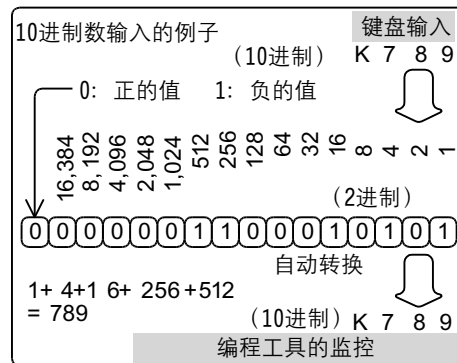 10进制数输入的例子
键盘输入
(10进制) K 7 8 9
0: 正的值 1: 负的值
16,384 8,192 4,096 2,048 1,024 512 256 128 64 32 16 8 4 2 1
(2进制)
0 0 0 0 0 0 1 1 0 0 0 1 0 1 0 1
自动转换
1+ 4+1 6+ 256 +512
= 789
(10进制) K 7 8 9
编程工具的监控